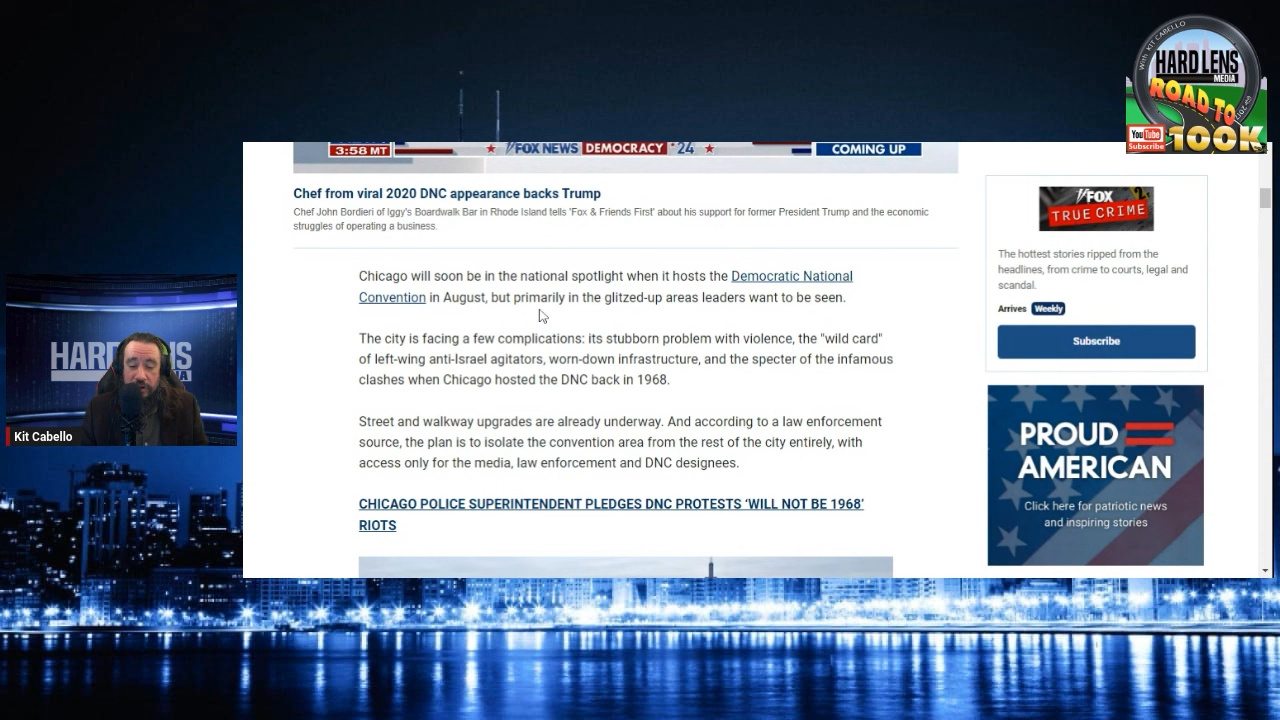 With KIT CABELLO
HARD LENS
MEDIA
ROAD TO
YouTube
Subscribe
100K
3:58 MT
FOX NEWS DEMOCRACY '24
COMING UP
Chef from viral 2020 DNC appearance backs Trump
Chef John Bordieri of Iggy's Boardwalk Bar in Rhode Island tells 'Fox & Friends First' about his support for former President Trump and the economic
struggles of operating a business.
Chicago will soon be in the national spotlight when it hosts the Democratic National
Convention in August, but primarily in the glitzed-up areas leaders want to be seen.
The city is facing a few complications: its stubborn problem with violence, the "wild card"
of left-wing anti-Israel agitators, worn-down infrastructure, and the specter of the infamous
clashes when Chicago hosted the DNC back in 1968.
Street and walkway upgrades are already underway. And according to a law enforcement
source, the plan is to isolate the convention area from the rest of the city entirely, with
access only for the media, law enforcement and DNC designees.
CHICAGO POLICE SUPERINTENDENT PLEDGES DNC PROTESTS ‘WILL NOT BE 1968’
RIOTS
FOX
TRUE CRIME
The hottest stories ripped from the
headlines, from crime to courts, legal and
scandal.
Arrives Weekly
Subscribe
PROUD
AMERICAN
Click here for patriotic news
and inspiring stories
Kit Cabello